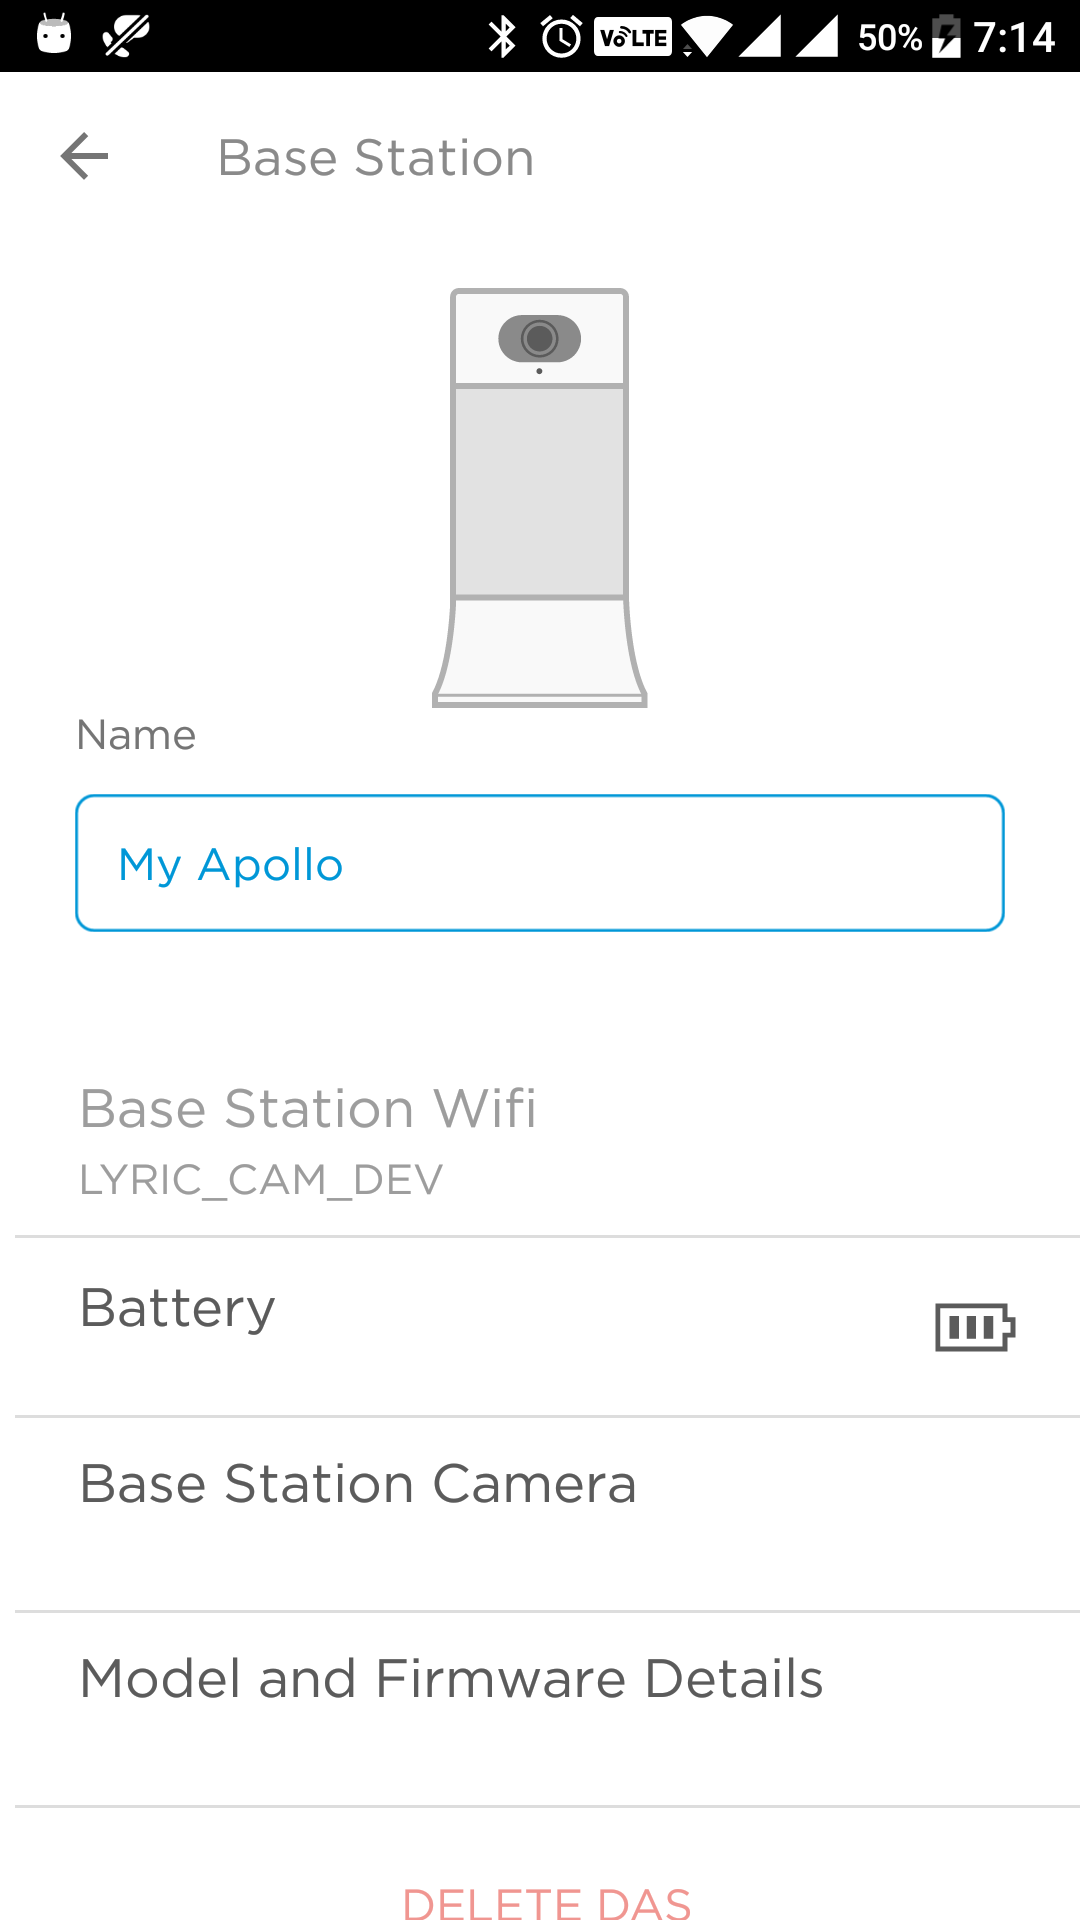 VoLTE 50% 7:14
Base Station
Name
My Apollo
Base Station Wifi
LYRIC_CAM_DEV
Battery
Base Station Camera
Model and Firmware Details
DELETE DAS